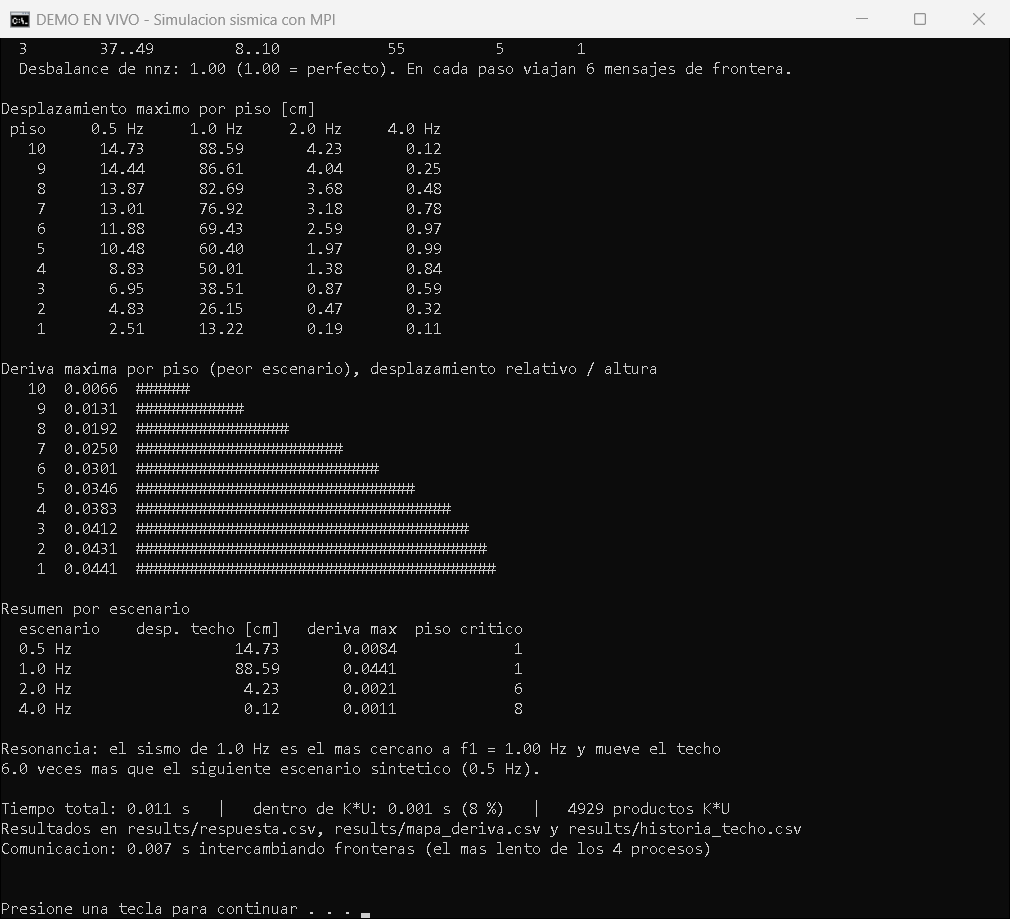 DEMO EN VIVO - Simulacion sismica con MPI
3 37..49 8..10 55 5 1
Desbalance de nnz: 1.00 (1.00 = perfecto). En cada paso viajan 6 mensajes de frontera.
Desplazamiento maximo por piso [cm]
piso 0.5 Hz 1.0 Hz 2.0 Hz 4.0 Hz
10 14.73 88.59 4.23 0.12
9 14.44 86.61 4.04 0.25
8 13.87 82.69 3.68 0.48
7 13.01 76.92 3.18 0.78
6 11.88 69.43 2.59 0.97
5 10.48 60.40 1.97 0.99
4 8.83 50.01 1.38 0.84
3 6.95 38.51 0.87 0.59
2 4.83 26.15 0.47 0.32
1 2.51 13.22 0.19 0.11
Deriva maxima por piso (peor escenario), desplazamiento relativo / altura
10 0.0066 ######
9 0.0131 ############
8 0.0192 #################
7 0.0250 #######################
6 0.0301 ###########################
5 0.0346 ###############################
4 0.0383 ###################################
3 0.0412 #####################################
2 0.0431 #######################################
1 0.0441 ########################################
Resumen por escenario
escenario desp. techo [cm] deriva max piso critico
0.5 Hz 14.73 0.0084 1
1.0 Hz 88.59 0.0441 1
2.0 Hz 4.23 0.0021 6
4.0 Hz 0.12 0.0011 8
Resonancia: el sismo de 1.0 Hz es el mas cercano a f1 = 1.00 Hz y mueve el techo
6.0 veces mas que el siguiente escenario sintetico (0.5 Hz).
Tiempo total: 0.011 s | dentro de K*U: 0.001 s (8 %) | 4929 productos K*U
Resultados en results/respuesta.csv, results/mapa_deriva.csv y results/historia_techo.csv
Comunicacion: 0.007 s intercambiando fronteras (el mas lento de los 4 procesos)
Presione una tecla para continuar . . .